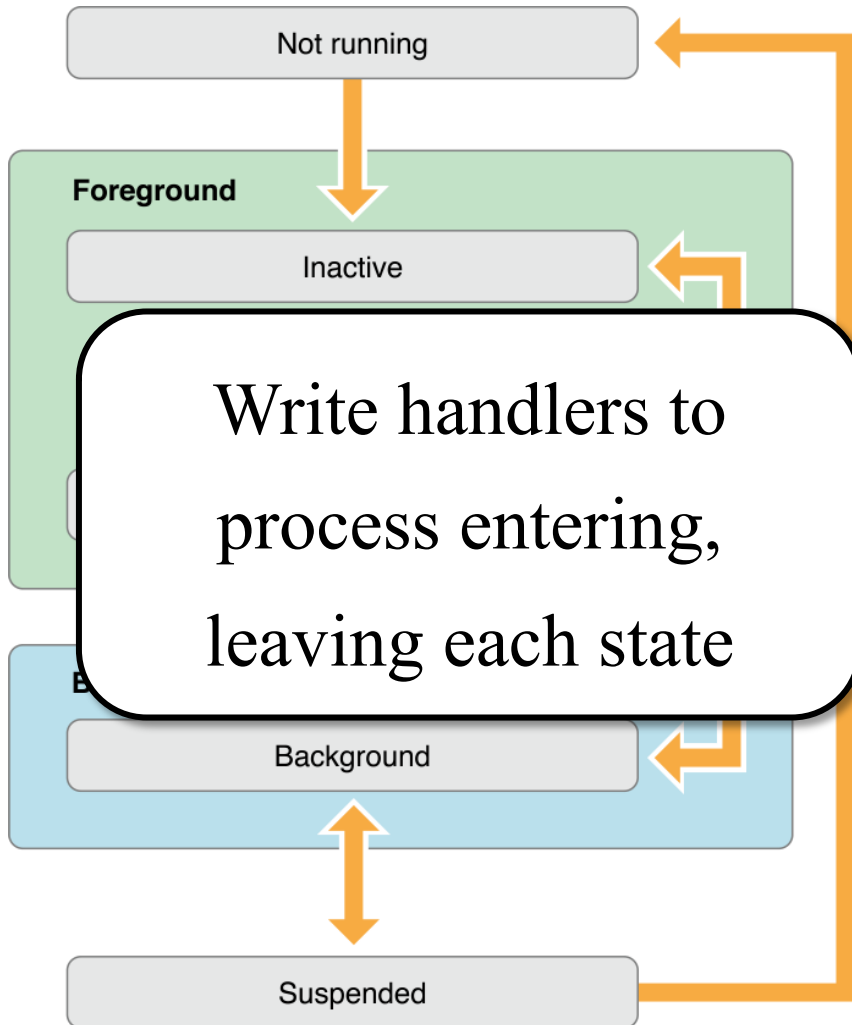 Not running
Foreground
Inactive
Write handlers to
process entering,
leaving each state
Background
Suspended